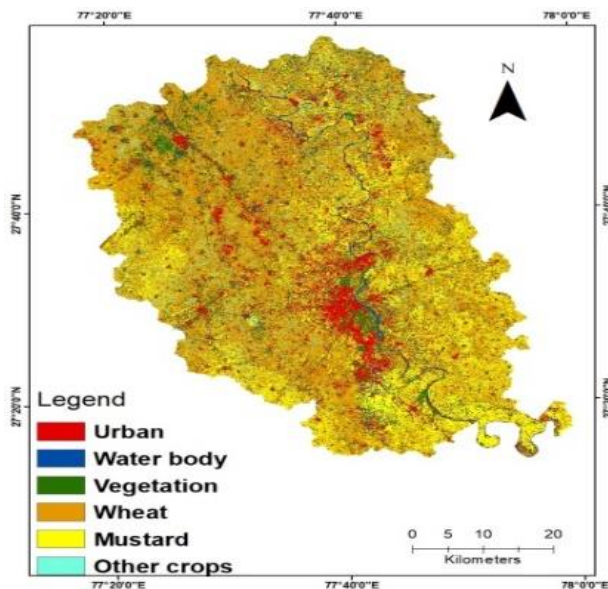 77°20'0"E 77°40'0"E 78°0'0"E
N
27°40'0"N
27°20'0"N
Legend
Urban
Water body
Vegetation
Wheat
Mustard
Other crops
0 5 10 20
Kilometers
77°20'0"E 77°40'0"E 78°0'0"E